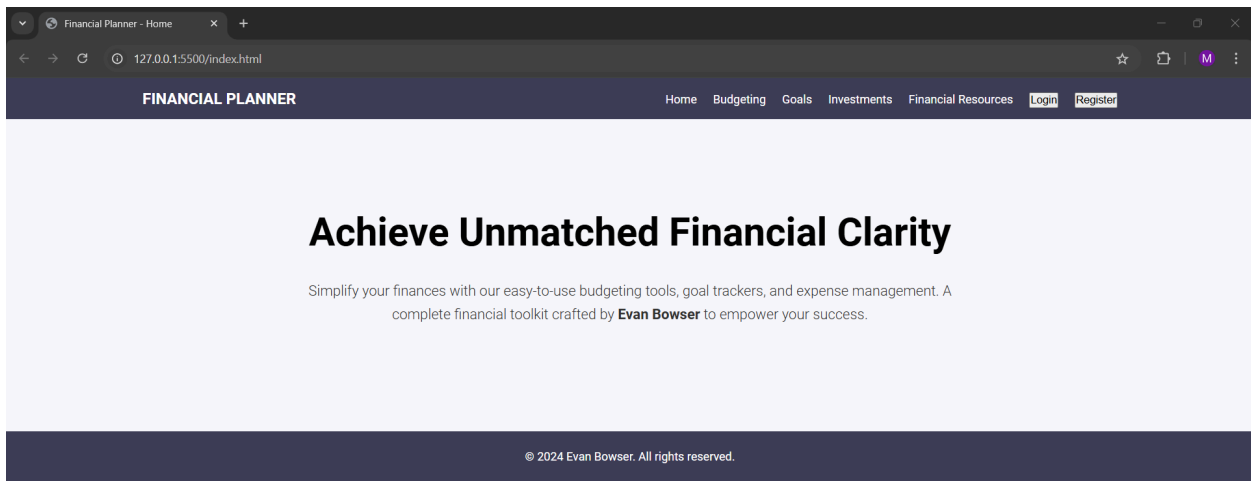 Financial Planner - Home
127.0.0.1:5500/index.html
M
FINANCIAL PLANNER
Home Budgeting Goals Investments Financial Resources Login Register
Achieve Unmatched Financial Clarity
Simplify your finances with our easy-to-use budgeting tools, goal trackers, and expense management. A
complete financial toolkit crafted by Evan Bowser to empower your success.
© 2024 Evan Bowser. All rights reserved.